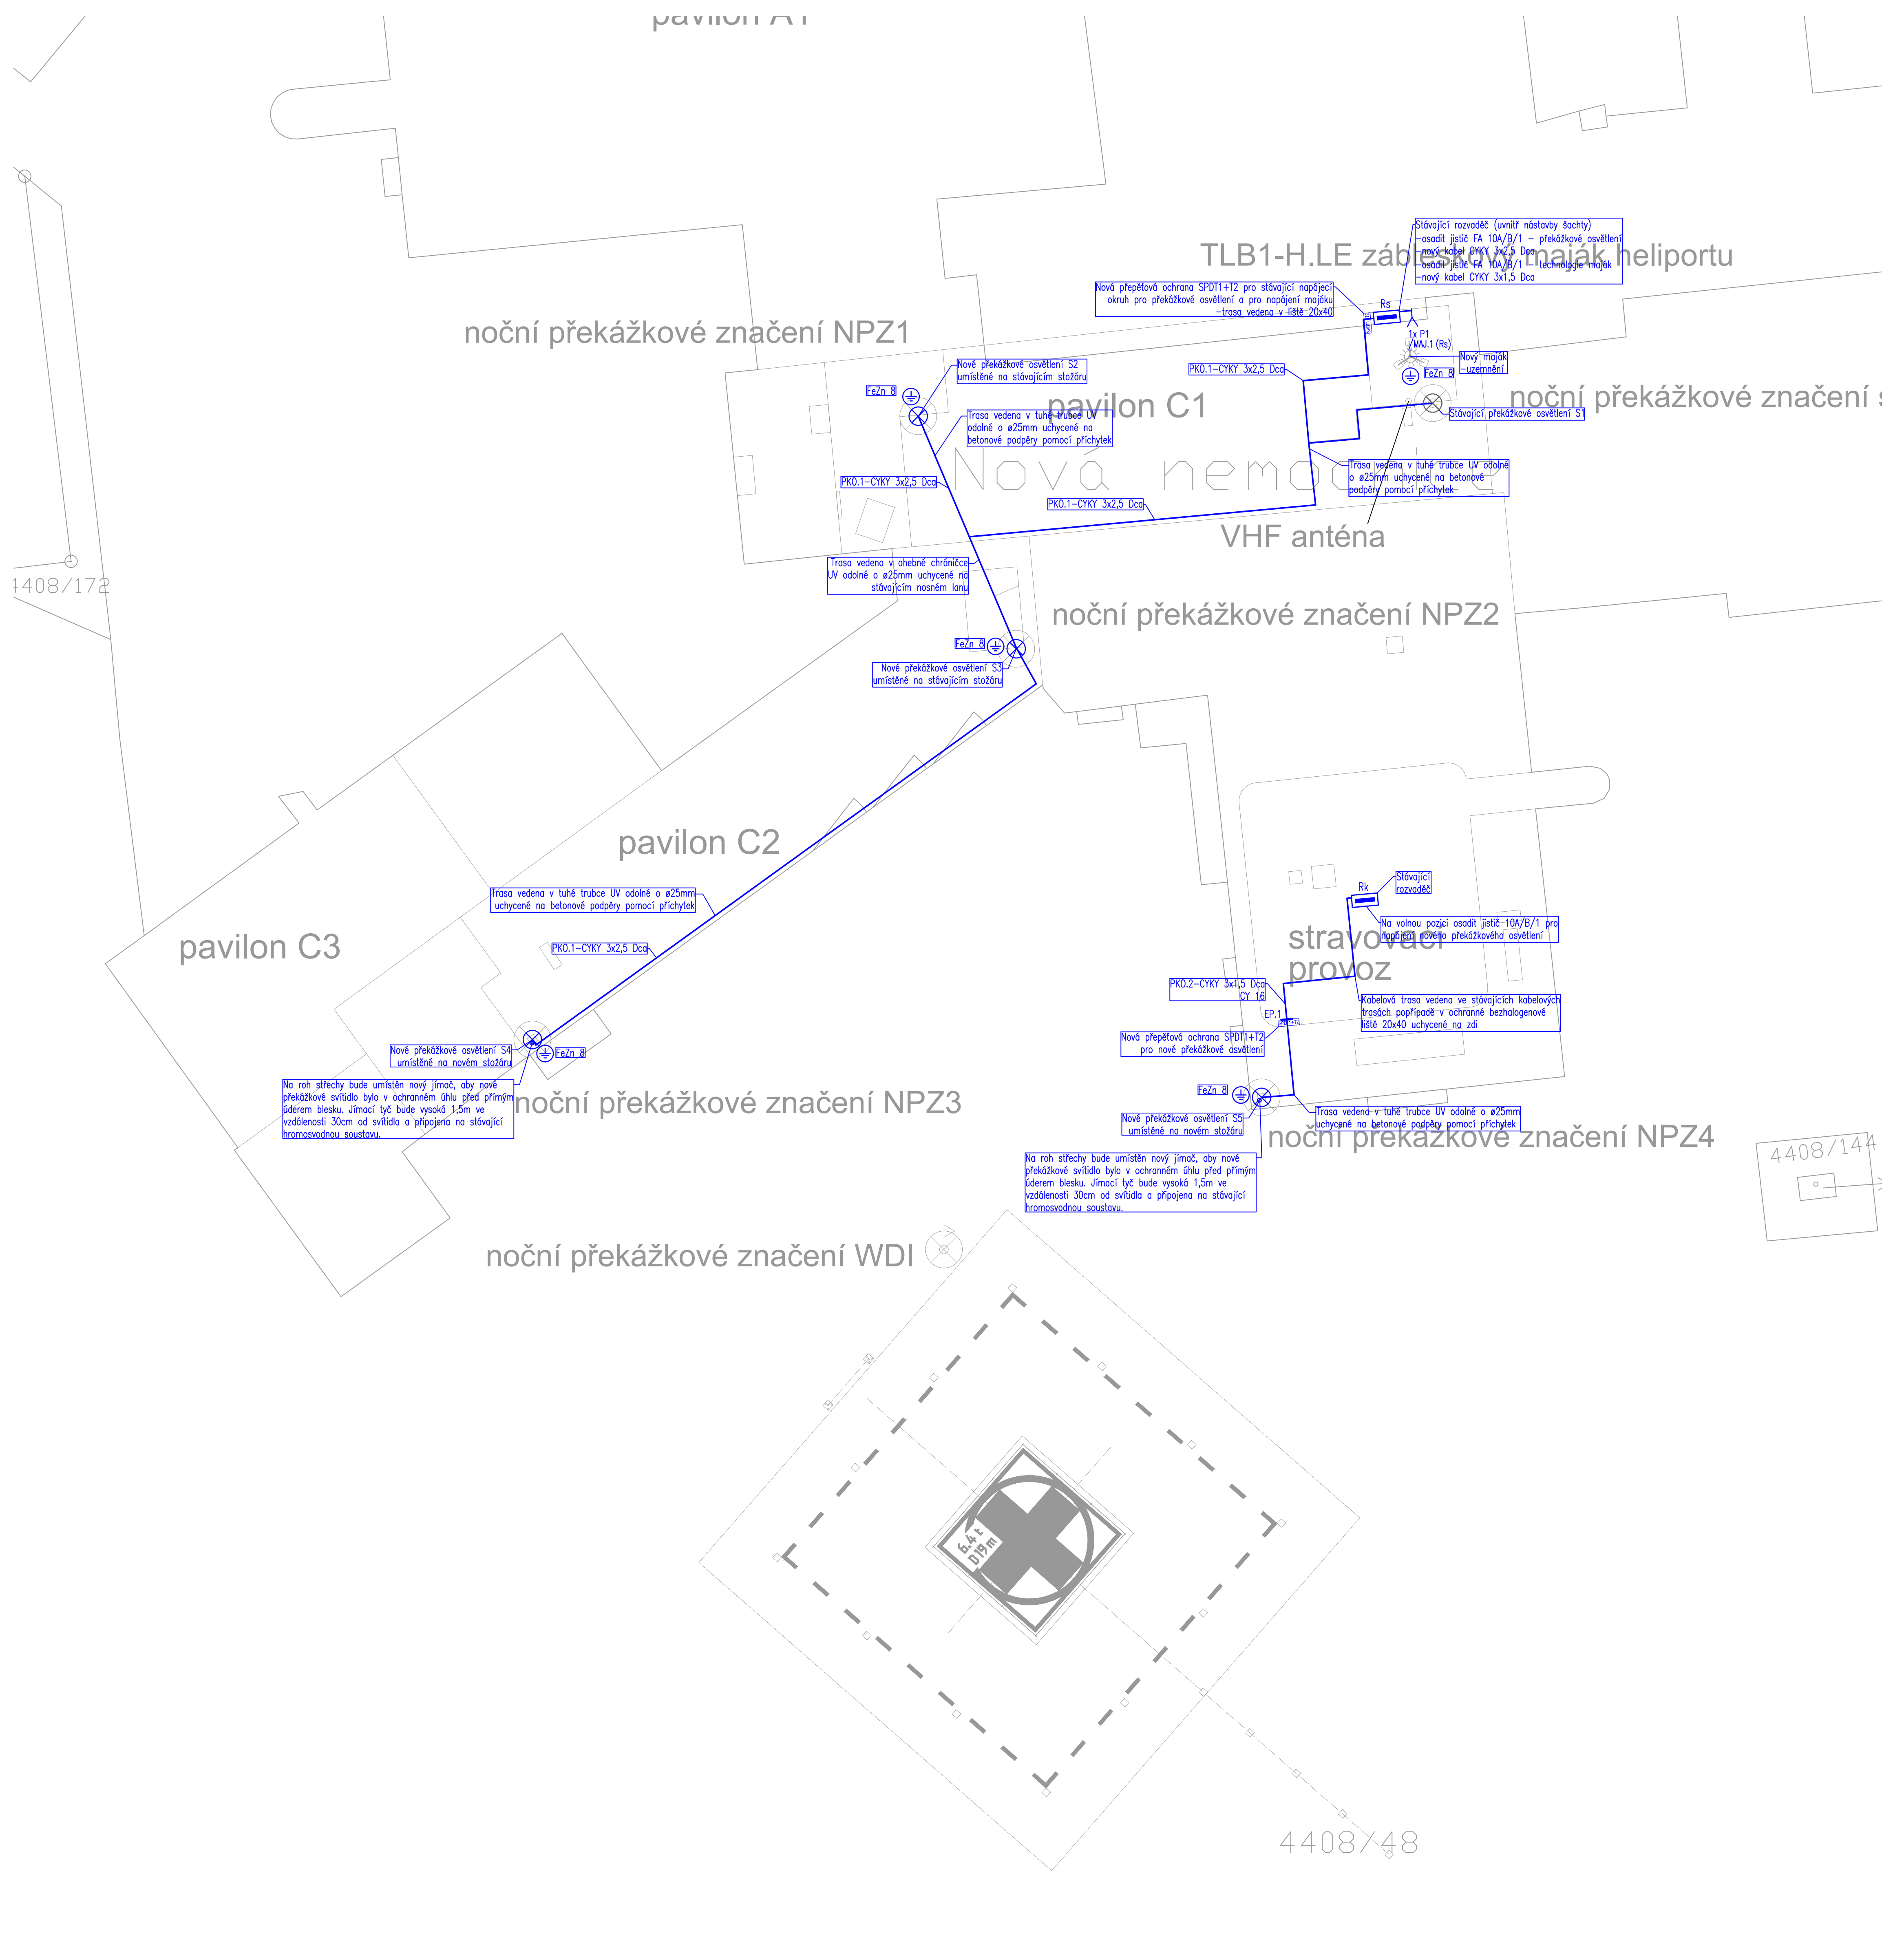 pavilon A1
Stávající rozvaděč (uvnitř nástavby šachty)
-osadit jistič FA 10A/B/1 - překážkové osvětlení
-nový kabel CYKY 3x2,5 Dca
-osadit jistič FA 10A/B/1 - technologie maják
-nový kabel CYKY 3x1,5 Dca
TLB1-H.LE zábleskový maják heliportu
Nová přepěťová ochrana SPDT1+T2 pro stávající napájecí
okruh pro překážkové osvětlení a pro napájení majáku
-trasa vedena v liště 20x40
Rs
1x P1
MAJ.1 (Rs)
noční překážkové značení NPZ1
Nový maják
-uzemnění
Nové překážkové osvětlení S2
umístěné na stávajícím stožáru
PKO.1-CYKY 3x2,5 Dca
FeZn 8
FeZn 8
noční překážkové značení s
pavilon C1
Stávající překážkové osvětlení S1
Trasa vedena v tuhé trubce UV
odolné o ø25mm uchycené na
betonové podpěry pomocí příchytek
Nová nemocnice
Trasa vedena v tuhé trubce UV odolné
o ø25mm uchycené na betonové
podpěry pomocí příchytek
PKO.1-CYKY 3x2,5 Dca
PKO.1-CYKY 3x2,5 Dca
VHF anténa
Trasa vedena v ohebné chráničce
UV odolné o ø25mm uchycené na
stávajícím nosném lanu
4408/172
noční překážkové značení NPZ2
FeZn 8
Nové překážkové osvětlení S3
umístěné na stávajícím stožáru
pavilon C2
Stávající
rozvaděč
Rk
Trasa vedena v tuhé trubce UV odolné o ø25mm
uchycené na betonové podpěry pomocí příchytek
Na volnou pozici osadit jistič 10A/B/1 pro
napájení nového překážkového osvětlení
pavilon C3
PKO.1-CYKY 3x2,5 Dca
stravovací
provoz
PKO.2-CYKY 3x1,5 Dca
CY 16
Kabelová trasa vedena ve stávajících kabelových
trasách popřípadě v ochranné bezhalogenové
liště 20x40 uchycené na zdi
EP.1
Nová přepěťová ochrana SPDT1+T2
pro nové překážkové osvětlení
Nové překážkové osvětlení S4
umístěné na novém stožáru
FeZn 8
Na roh střechy bude umístěn nový jímač, aby nové
překážkové svítidlo bylo v ochranném úhlu před přímým
úderem blesku. Jímací tyč bude vysoká 1,5m ve
vzdálenosti 30cm od svítidla a připojena na stávající
hromosvodnou soustavu.
noční překážkové značení NPZ3
FeZn 8
Nové překážkové osvětlení S5
umístěné na novém stožáru
Trasa vedena v tuhé trubce UV odolné o ø25mm
uchycené na betonové podpěry pomocí příchytek
noční překážkové značení NPZ4
4408/144
Na roh střechy bude umístěn nový jímač, aby nové
překážkové svítidlo bylo v ochranném úhlu před přímým
úderem blesku. Jímací tyč bude vysoká 1,5m ve
vzdálenosti 30cm od svítidla a připojena na stávající
hromosvodnou soustavu.
noční překážkové značení WDI
6.4 t
D19m
4408/48